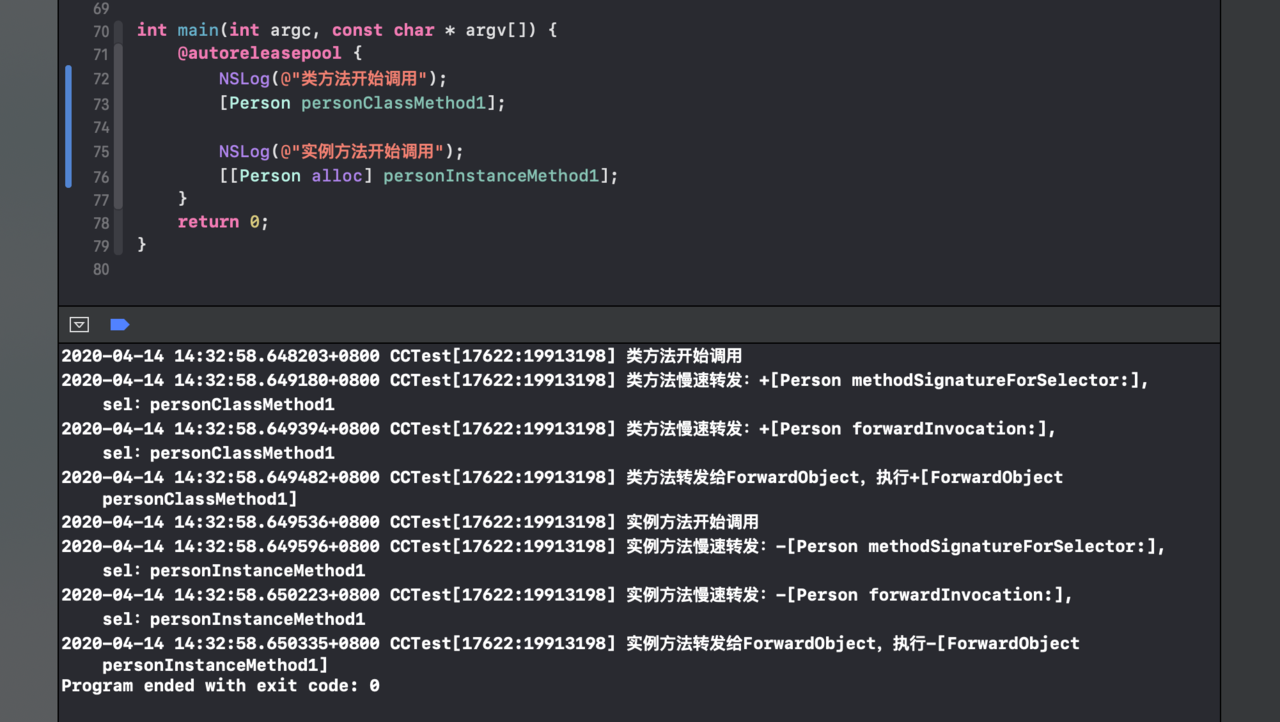 69
70 int main(int argc, const char * argv[]) {
71 @autoreleasepool {
72 NSLog(@"类方法开始调用");
73 [Person personClassMethod1];
74
75 NSLog(@"实例方法开始调用");
76 [[Person alloc] personInstanceMethod1];
77 }
78 return 0;
79 }
80
2020-04-14 14:32:58.648203+0800 CCTest[17622:19913198] 类方法开始调用
2020-04-14 14:32:58.649180+0800 CCTest[17622:19913198] 类方法慢速转发：+[Person methodSignatureForSelector:],
sel：personClassMethod1
2020-04-14 14:32:58.649394+0800 CCTest[17622:19913198] 类方法慢速转发：+[Person forwardInvocation:],
sel：personClassMethod1
2020-04-14 14:32:58.649482+0800 CCTest[17622:19913198] 类方法转发给ForwardObject，执行+[ForwardObject
personClassMethod1]
2020-04-14 14:32:58.649536+0800 CCTest[17622:19913198] 实例方法开始调用
2020-04-14 14:32:58.649596+0800 CCTest[17622:19913198] 实例方法慢速转发：-[Person methodSignatureForSelector:],
sel：personInstanceMethod1
2020-04-14 14:32:58.650223+0800 CCTest[17622:19913198] 实例方法慢速转发：-[Person forwardInvocation:],
sel：personInstanceMethod1
2020-04-14 14:32:58.650335+0800 CCTest[17622:19913198] 实例方法转发给ForwardObject，执行-[ForwardObject
personInstanceMethod1]
Program ended with exit code: 0